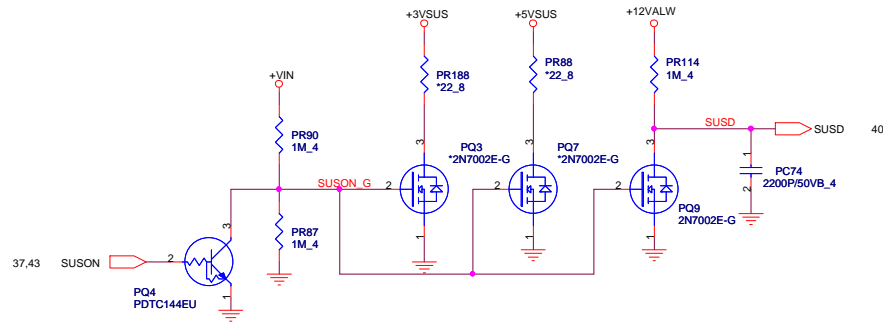 +3VSUS +5VSUS +12VALW
+VIN
PR188
*22_8
PR88
*22_8
PR114
1M_4
PR90
1M_4
SUSD
SUSD 40
3 3 3
PQ3
*2N7002E-G
PQ7
*2N7002E-G
1
2
PC74
2200P/50VB_4
SUSON_G
2 2 2
PQ9
2N7002E-G
3
PR87
1M_4
1 1 1
37,43 SUSON 2
PQ4
PDTC144EU
1